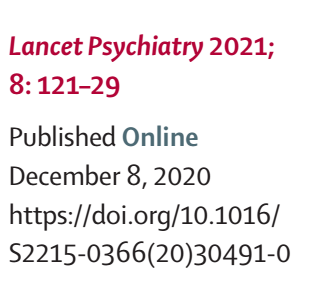 Lancet Psychiatry 2021;
8: 121–29
Published Online
December 8, 2020
https://doi.org/10.1016/
S2215-0366(20)30491-0